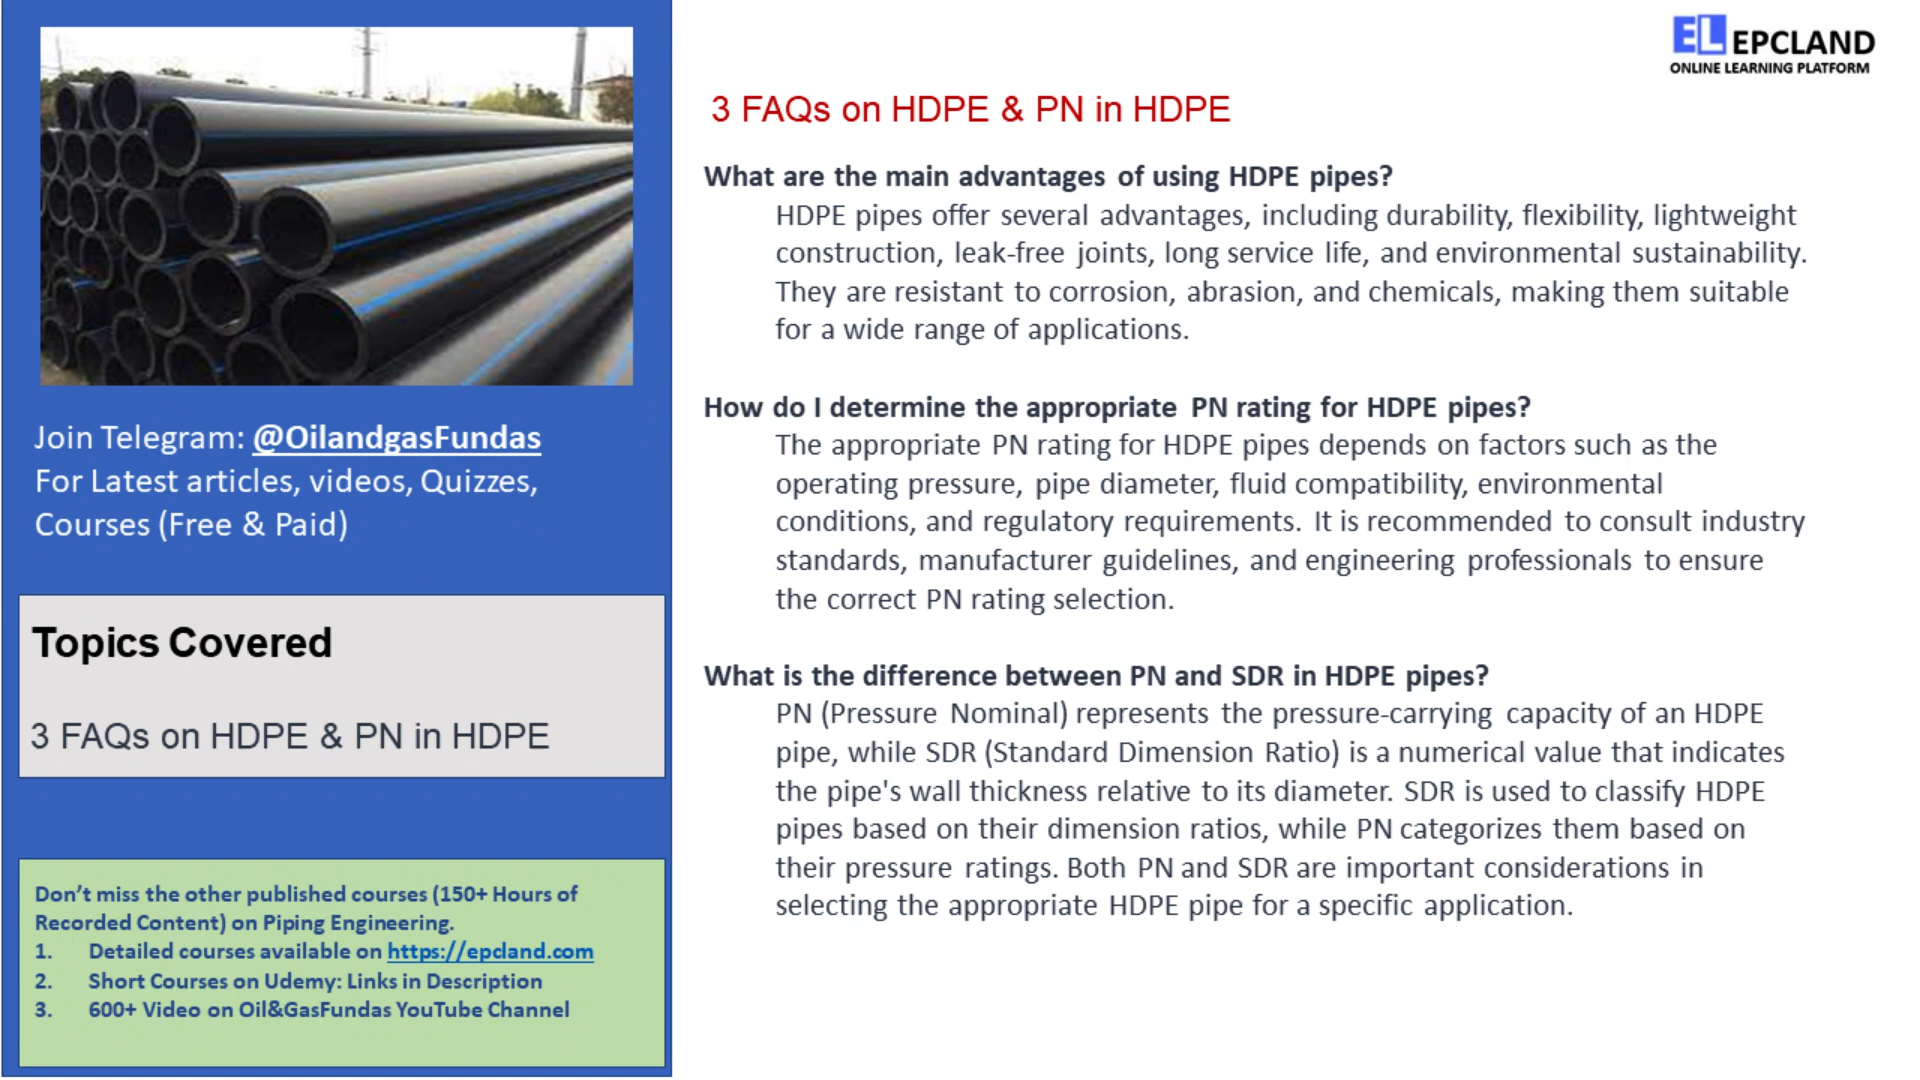 EL EPCLAND
ONLINE LEARNING PLATFORM
Join Telegram: @OilandgasFundas
For Latest articles, videos, Quizzes,
Courses (Free & Paid)
Topics Covered
3 FAQs on HDPE & PN in HDPE
Don’t miss the other published courses (150+ Hours of
Recorded Content) on Piping Engineering.
1. Detailed courses available on https://epcland.com
2. Short Courses on Udemy: Links in Description
3. 600+ Video on Oil&GasFundas YouTube Channel
3 FAQs on HDPE & PN in HDPE
What are the main advantages of using HDPE pipes?
HDPE pipes offer several advantages, including durability, flexibility, lightweight
construction, leak-free joints, long service life, and environmental sustainability.
They are resistant to corrosion, abrasion, and chemicals, making them suitable
for a wide range of applications.
How do I determine the appropriate PN rating for HDPE pipes?
The appropriate PN rating for HDPE pipes depends on factors such as the
operating pressure, pipe diameter, fluid compatibility, environmental
conditions, and regulatory requirements. It is recommended to consult industry
standards, manufacturer guidelines, and engineering professionals to ensure
the correct PN rating selection.
What is the difference between PN and SDR in HDPE pipes?
PN (Pressure Nominal) represents the pressure-carrying capacity of an HDPE
pipe, while SDR (Standard Dimension Ratio) is a numerical value that indicates
the pipe's wall thickness relative to its diameter. SDR is used to classify HDPE
pipes based on their dimension ratios, while PN categorizes them based on
their pressure ratings. Both PN and SDR are important considerations in
selecting the appropriate HDPE pipe for a specific application.